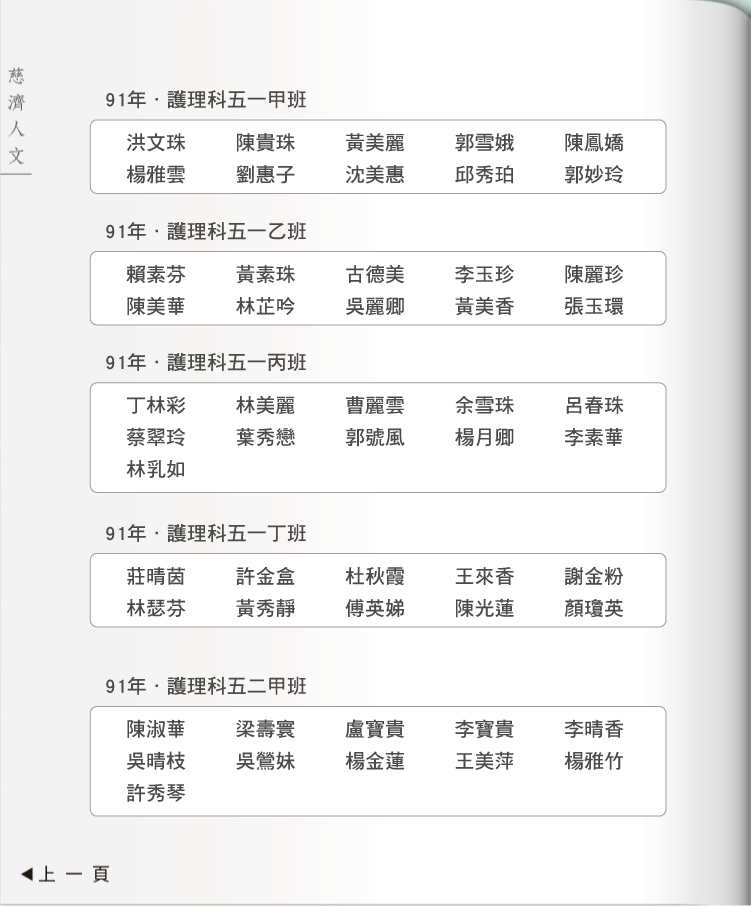 慈濟人文
91年．護理科五一甲班
洪文珠 陳貴珠 黃美麗 郭雪娥 陳鳳嬌
楊雅雲 劉惠子 沈美惠 邱秀珀 郭妙玲
91年．護理科五一乙班
賴素芬 黃素珠 古德美 李玉珍 陳麗珍
陳美華 林芷吟 吳麗卿 黃美香 張玉環
91年．護理科五一丙班
丁林彩 林美麗 曹麗雲 余雪珠 呂春珠
蔡翠玲 葉秀戀 郭號風 楊月卿 李素華
林乳如
91年．護理科五一丁班
莊晴茵 許金盒 杜秋霞 王來香 謝金粉
林瑟芬 黃秀靜 傅英娣 陳光蓮 顏瓊英
91年．護理科五二甲班
陳淑華 梁壽寰 盧寶貴 李寶貴 李晴香
吳晴枝 吳鶯妹 楊金蓮 王美萍 楊雅竹
許秀琴
◀上一頁